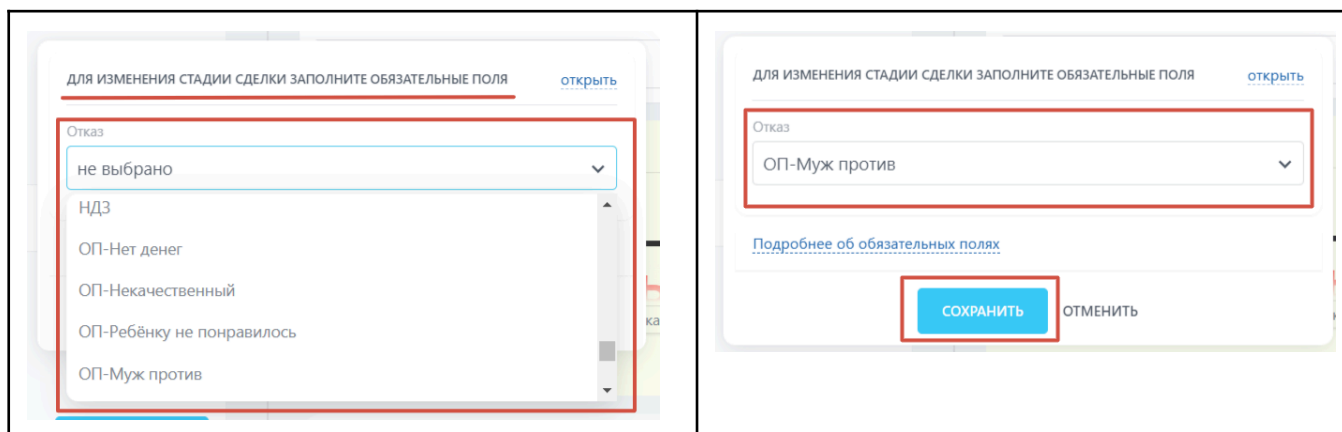 ДЛЯ ИЗМЕНЕНИЯ СТАДИИ СДЕЛКИ ЗАПОЛНИТЕ ОБЯЗАТЕЛЬНЫЕ ПОЛЯ открыть
Отказ
не выбрано
НДЗ
ОП-Нет денег
ОП-Некачественный
ОП-Ребёнку не понравилось
ОП-Муж против
ДЛЯ ИЗМЕНЕНИЯ СТАДИИ СДЕЛКИ ЗАПОЛНИТЕ ОБЯЗАТЕЛЬНЫЕ ПОЛЯ открыть
Отказ
ОП-Муж против
Подробнее об обязательных полях
СОХРАНИТЬ ОТМЕНИТЬ